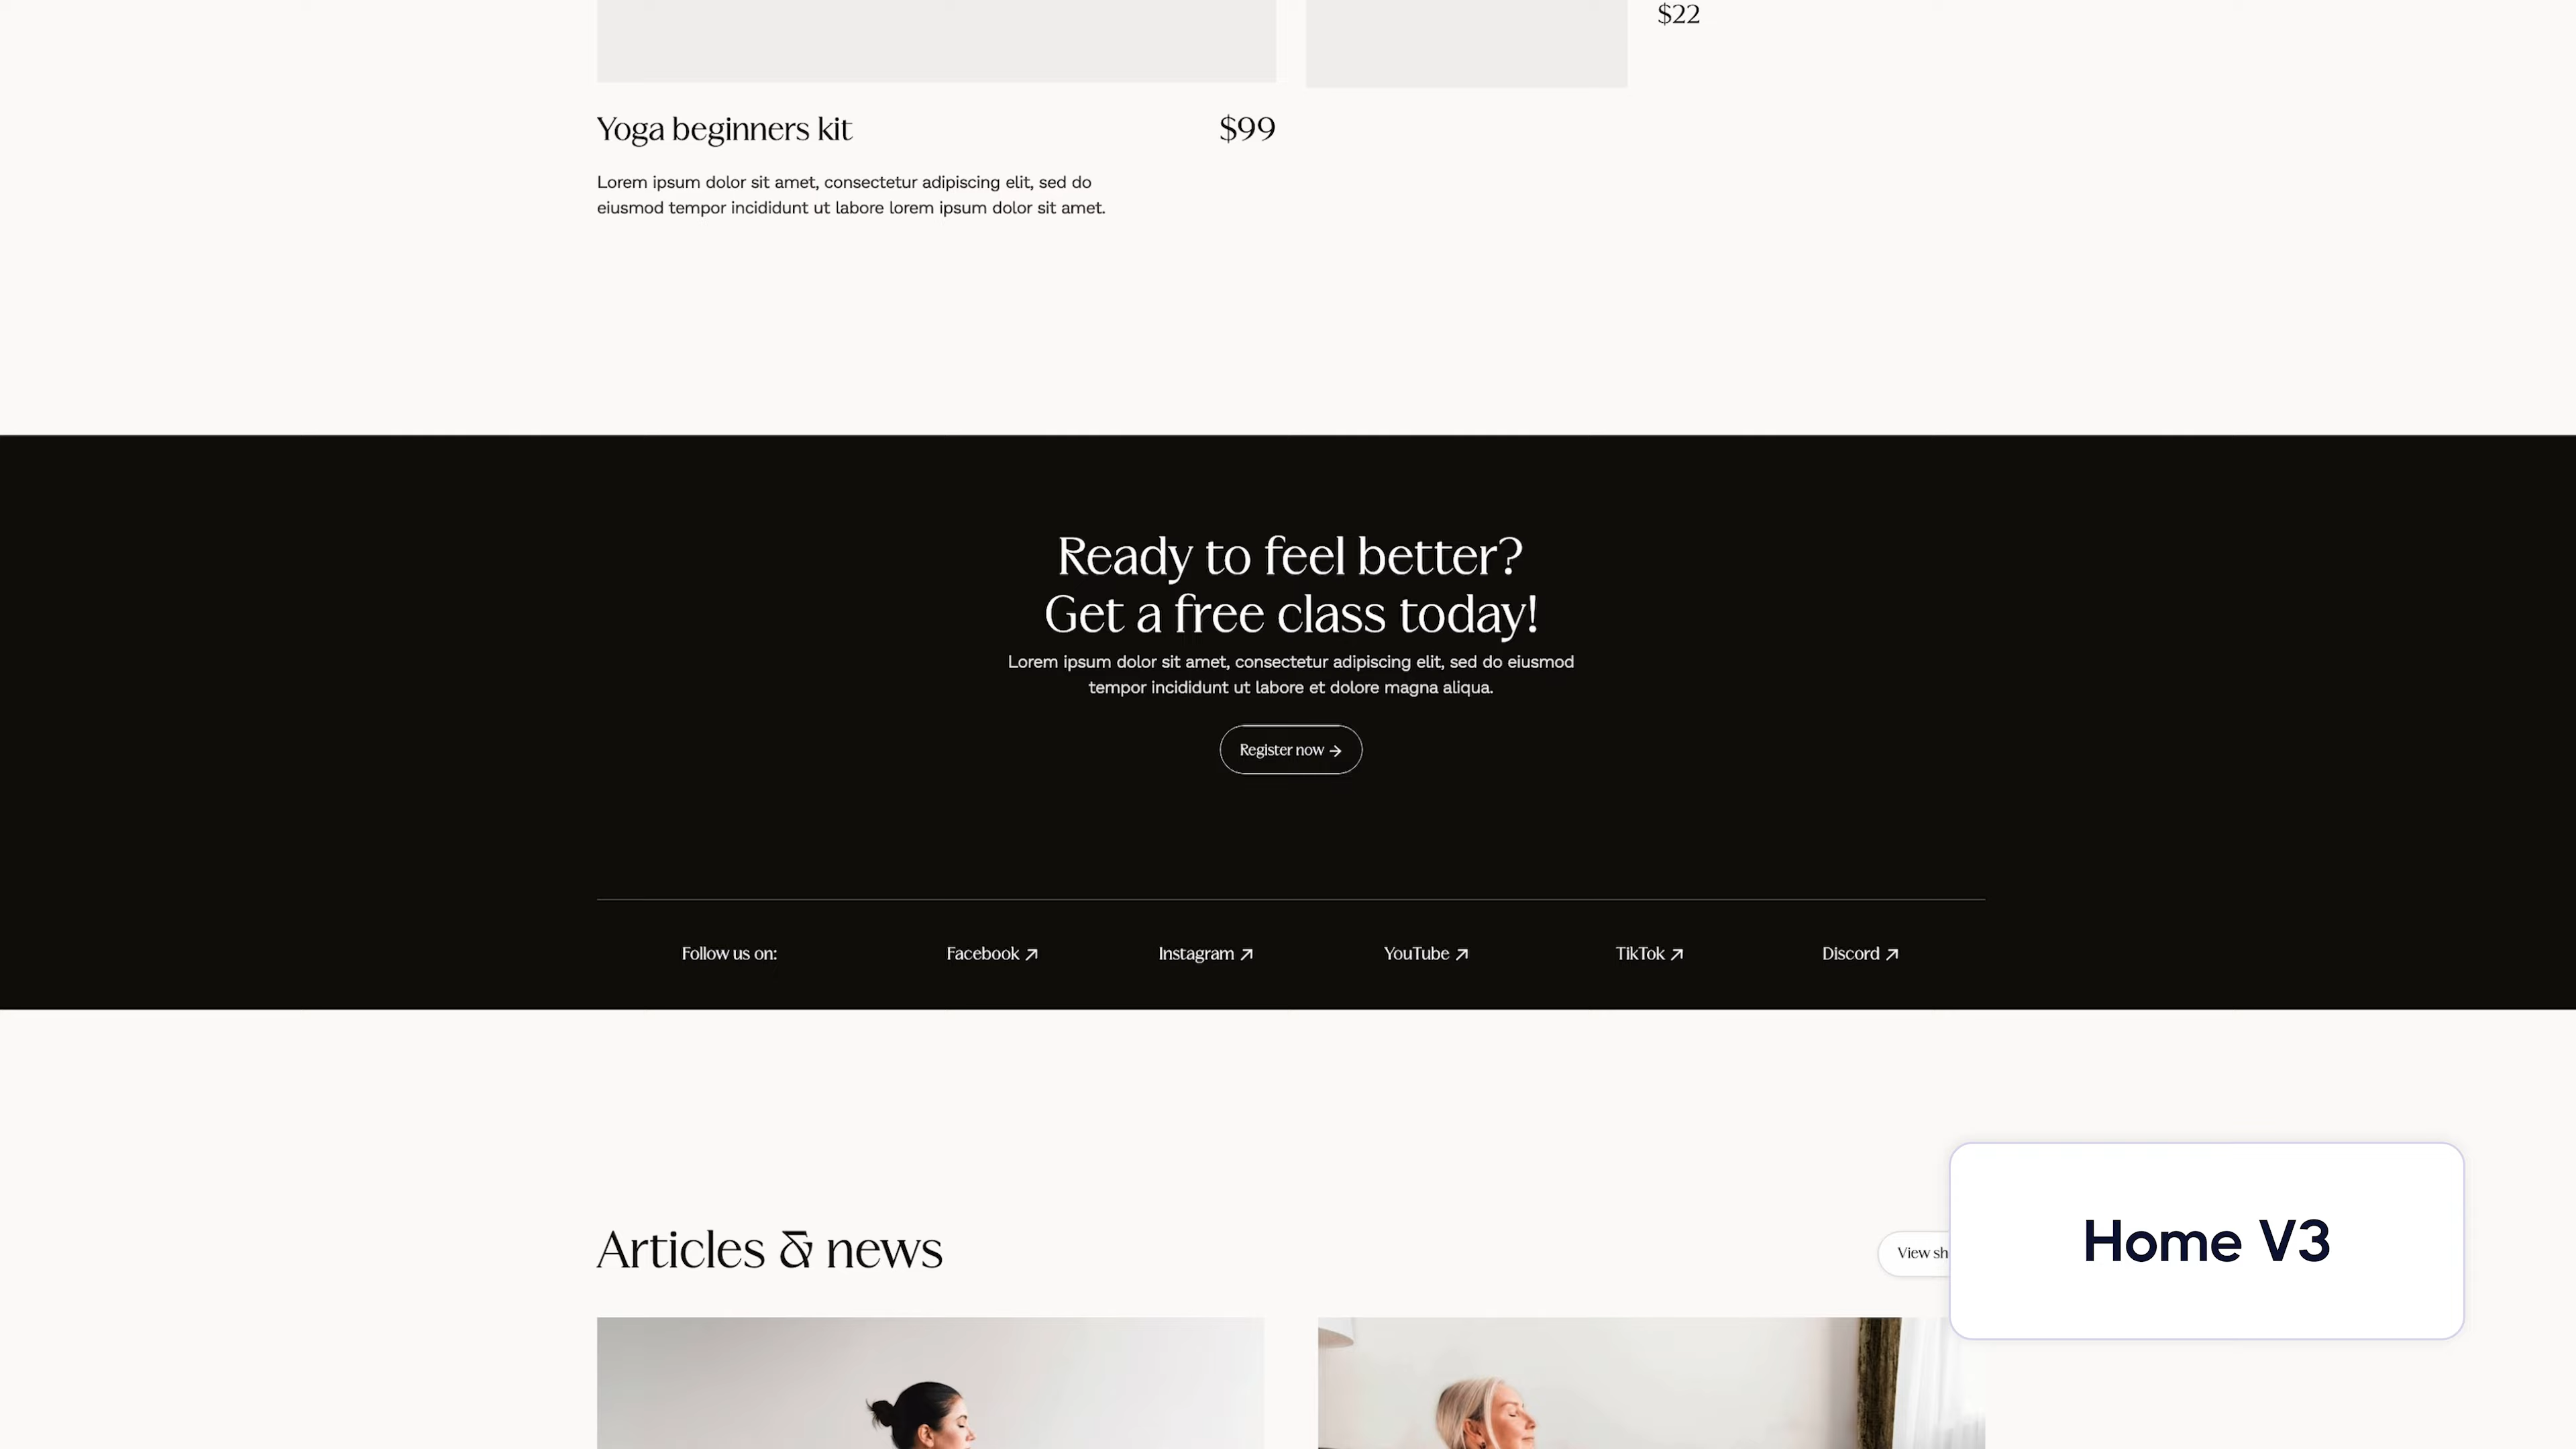 $22
Yoga beginners kit
$99
Lorem ipsum dolor sit amet, consectetur adipiscing elit, sed do
eiusmod tempor incididunt ut labore lorem ipsum dolor sit amet.
Ready to feel better?
Get a free class today!
Lorem ipsum dolor sit amet, consectetur adipiscing elit, sed do eiusmod
tempor incididunt ut labore et dolore magna aliqua.
Register now →
Follow us on:
Facebook ↗
Instagram ↗
YouTube ↗
TikTok ↗
Discord ↗
Articles & news
View sh
Home V3